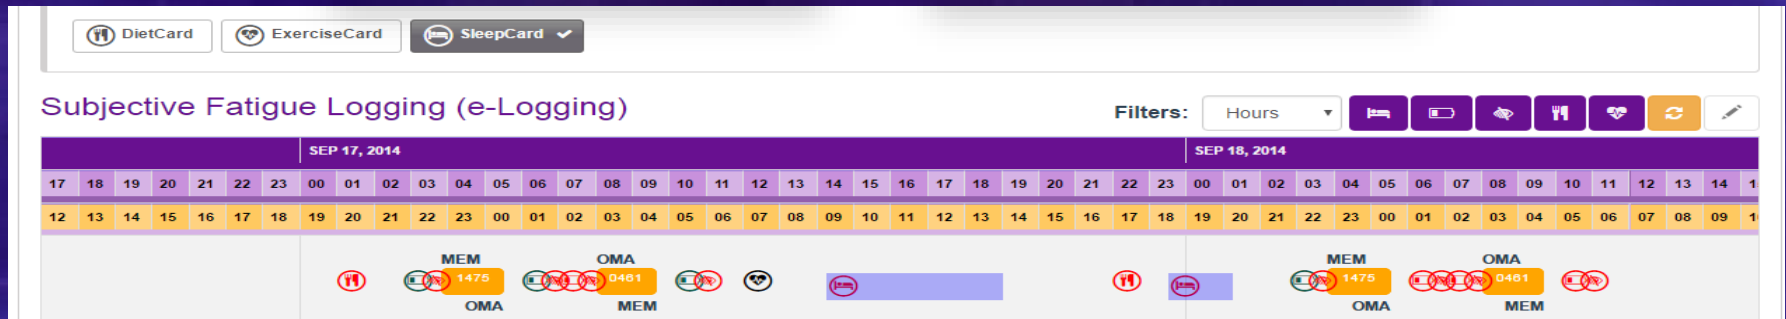 DietCard ExerciseCard SleepCard
Subjective Fatigue Logging (e-Logging) Filters: Hours
SEP 17, 2014 SEP 18, 2014
17 18 19 20 21 22 23 00 01 02 03 04 05 06 07 08 09 10 11 12 13 14 15 16 17 18 19 20 21 22 23 00 01 02 03 04 05 06 07 08 09 10 11 12 13 14
12 13 14 15 16 17 18 19 20 21 22 23 00 01 02 03 04 05 06 07 08 09 10 11 12 13 14 15 16 17 18 19 20 21 22 23 00 01 02 03 04 05 06 07 08 09
MEM OMA MEM OMA
1475 0461 1475 0461
OMA MEM OMA MEM